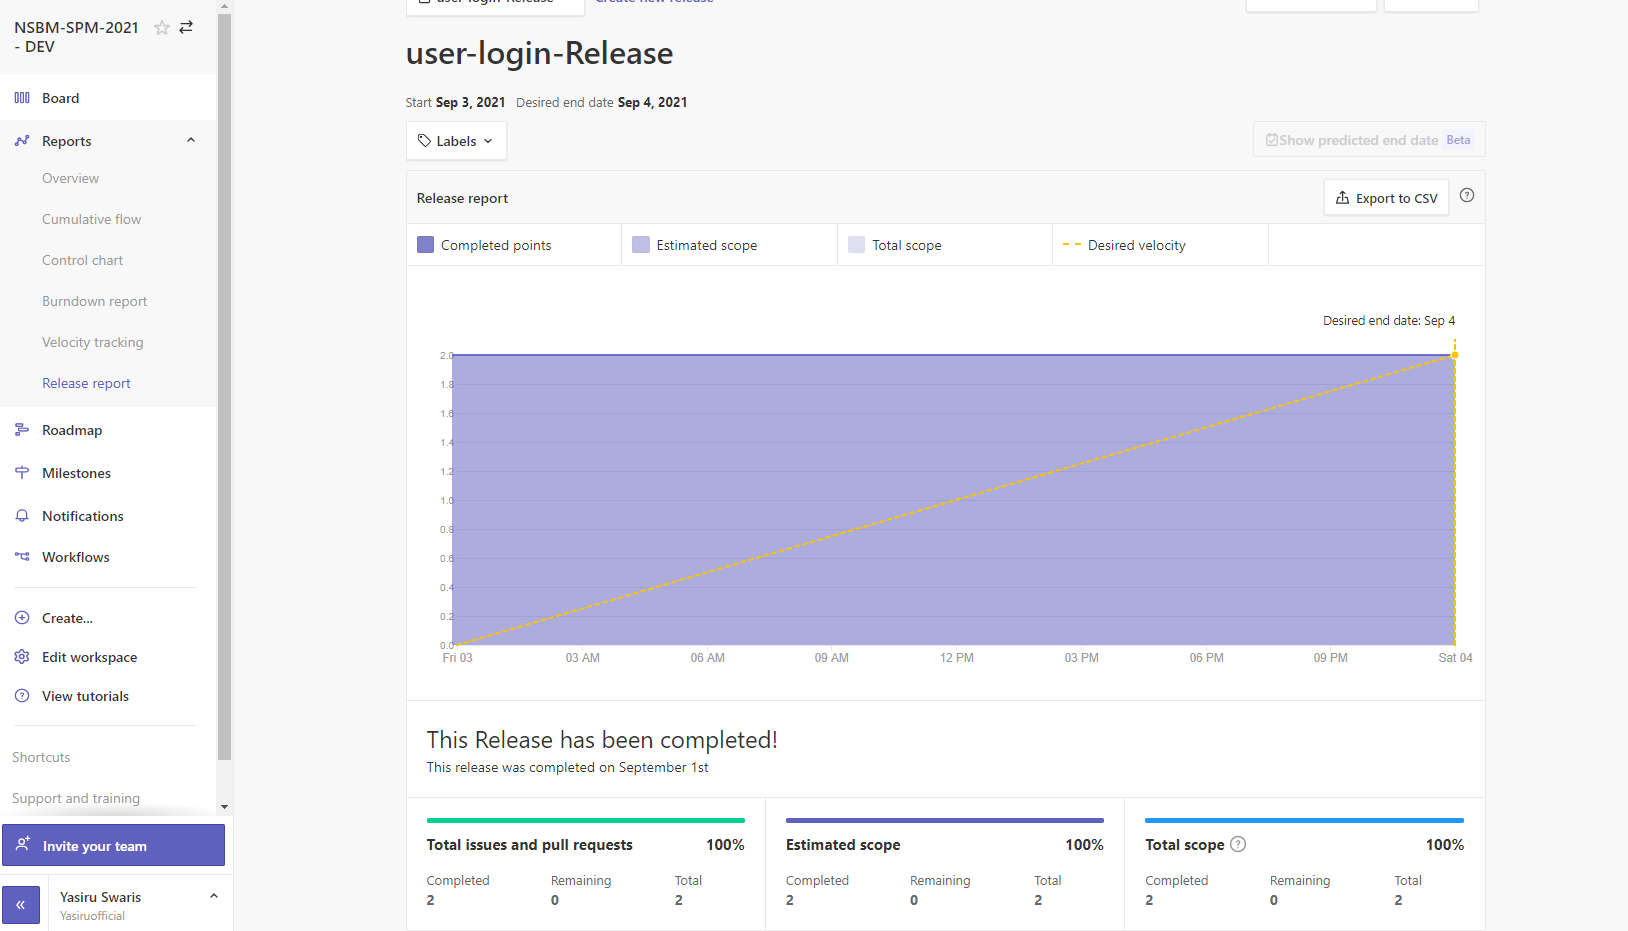 NSBM-SPM-2021
- DEV
Board
Reports
Overview
Cumulative flow
Control chart
Burndown report
Velocity tracking
Release report
Roadmap
Milestones
Notifications
Workflows
Create...
Edit workspace
View tutorials
Shortcuts
Support and training
Invite your team
Yasiru Swaris
Yasiruofficial
user-login-Release Create new release
user-login-Release
Start Sep 3, 2021 Desired end date Sep 4, 2021
Labels
Show predicted end date Beta
Release report
Export to CSV
Completed points
Estimated scope
Total scope
Desired velocity
Desired end date: Sep 4
2.0
1.8
1.6
1.4
1.2
1.0
0.8
0.6
0.4
0.2
0.0
Fri 03 03 AM 06 AM 09 AM 12 PM 03 PM 06 PM 09 PM Sat 04
This Release has been completed!
This release was completed on September 1st
Total issues and pull requests 100%
Completed Remaining Total
2 0 2
Estimated scope 100%
Completed Remaining Total
2 0 2
Total scope 100%
Completed Remaining Total
2 0 2